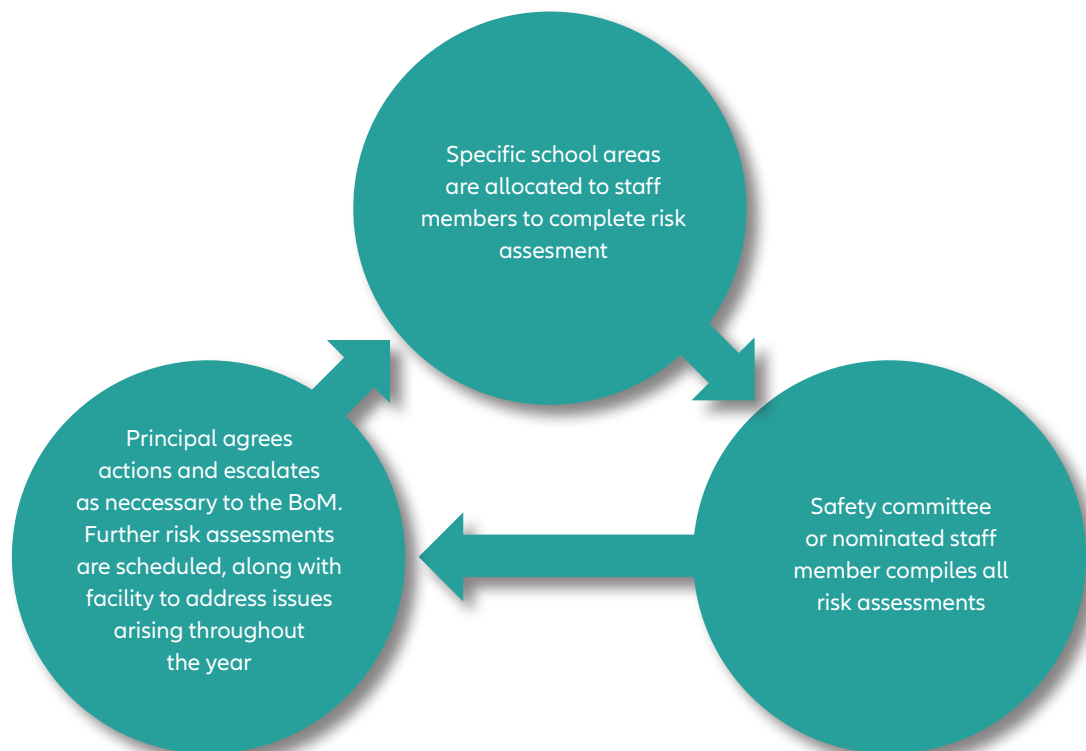 Specific school areas
are allocated to staff
members to complete risk
assesment
Safety committee
or nominated staff
member compiles all
risk assessments
Principal agrees
actions and escalates
as neccessary to the BoM.
Further risk assessments
are scheduled, along with
facility to address issues
arising throughout
the year